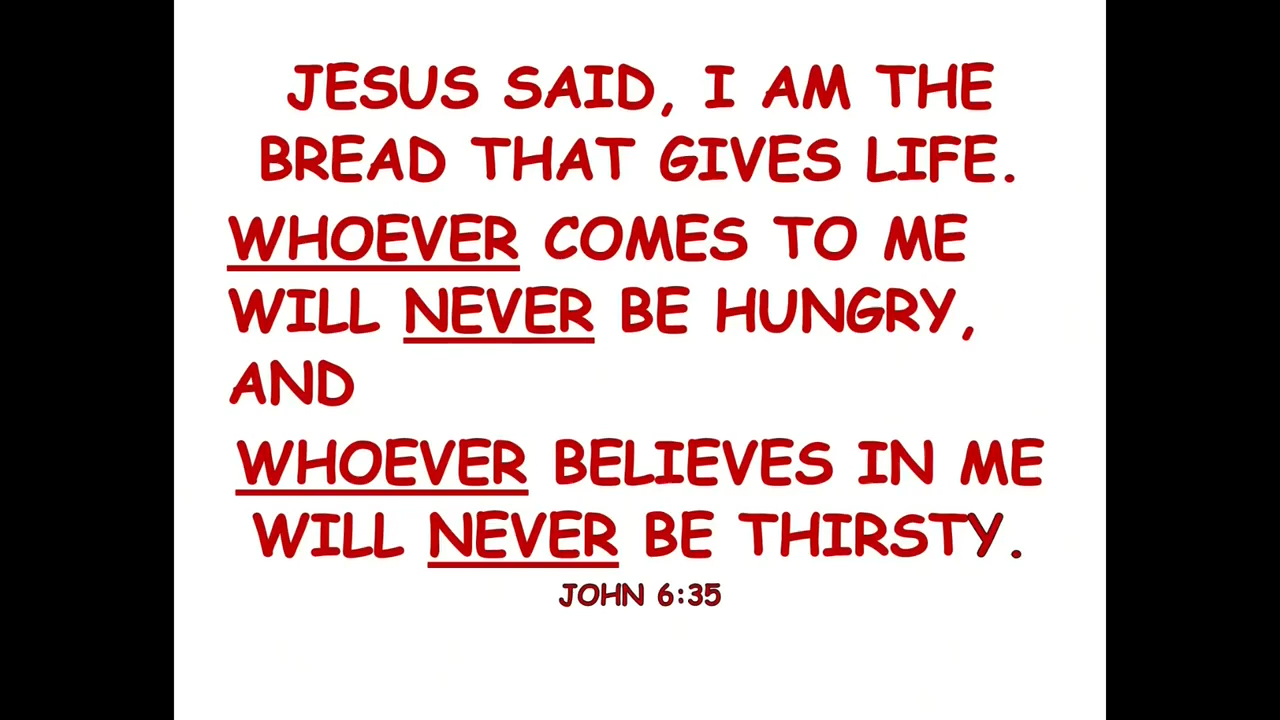 JESUS SAID, I AM THE
BREAD THAT GIVES LIFE.
WHOEVER COMES TO ME
WILL NEVER BE HUNGRY,
AND
WHOEVER BELIEVES IN ME
WILL NEVER BE THIRSTY.
JOHN 6:35